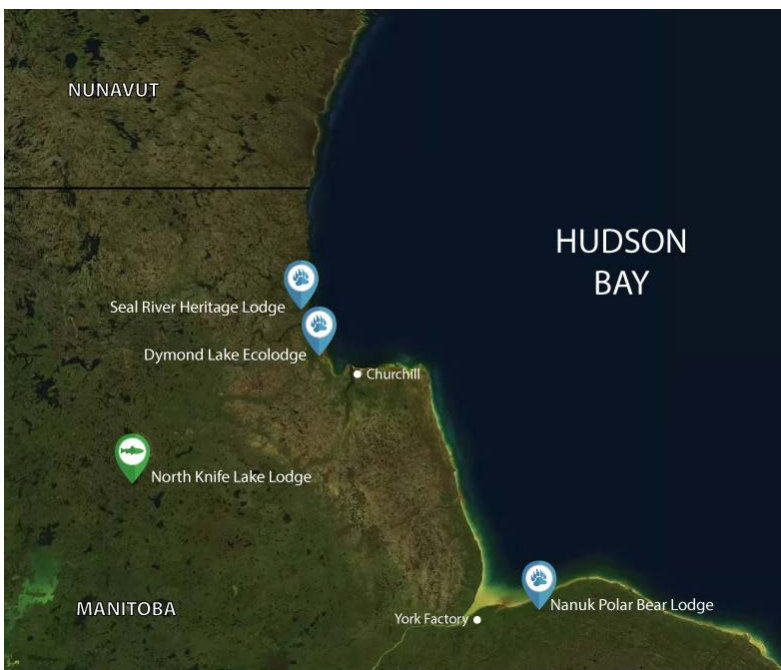 NUNAVUT
HUDSON
BAY
Seal River Heritage Lodge
Dymond Lake Ecolodge
Churchill
North Knife Lake Lodge
MANITOBA
Nanuk Polar Bear Lodge
York Factory